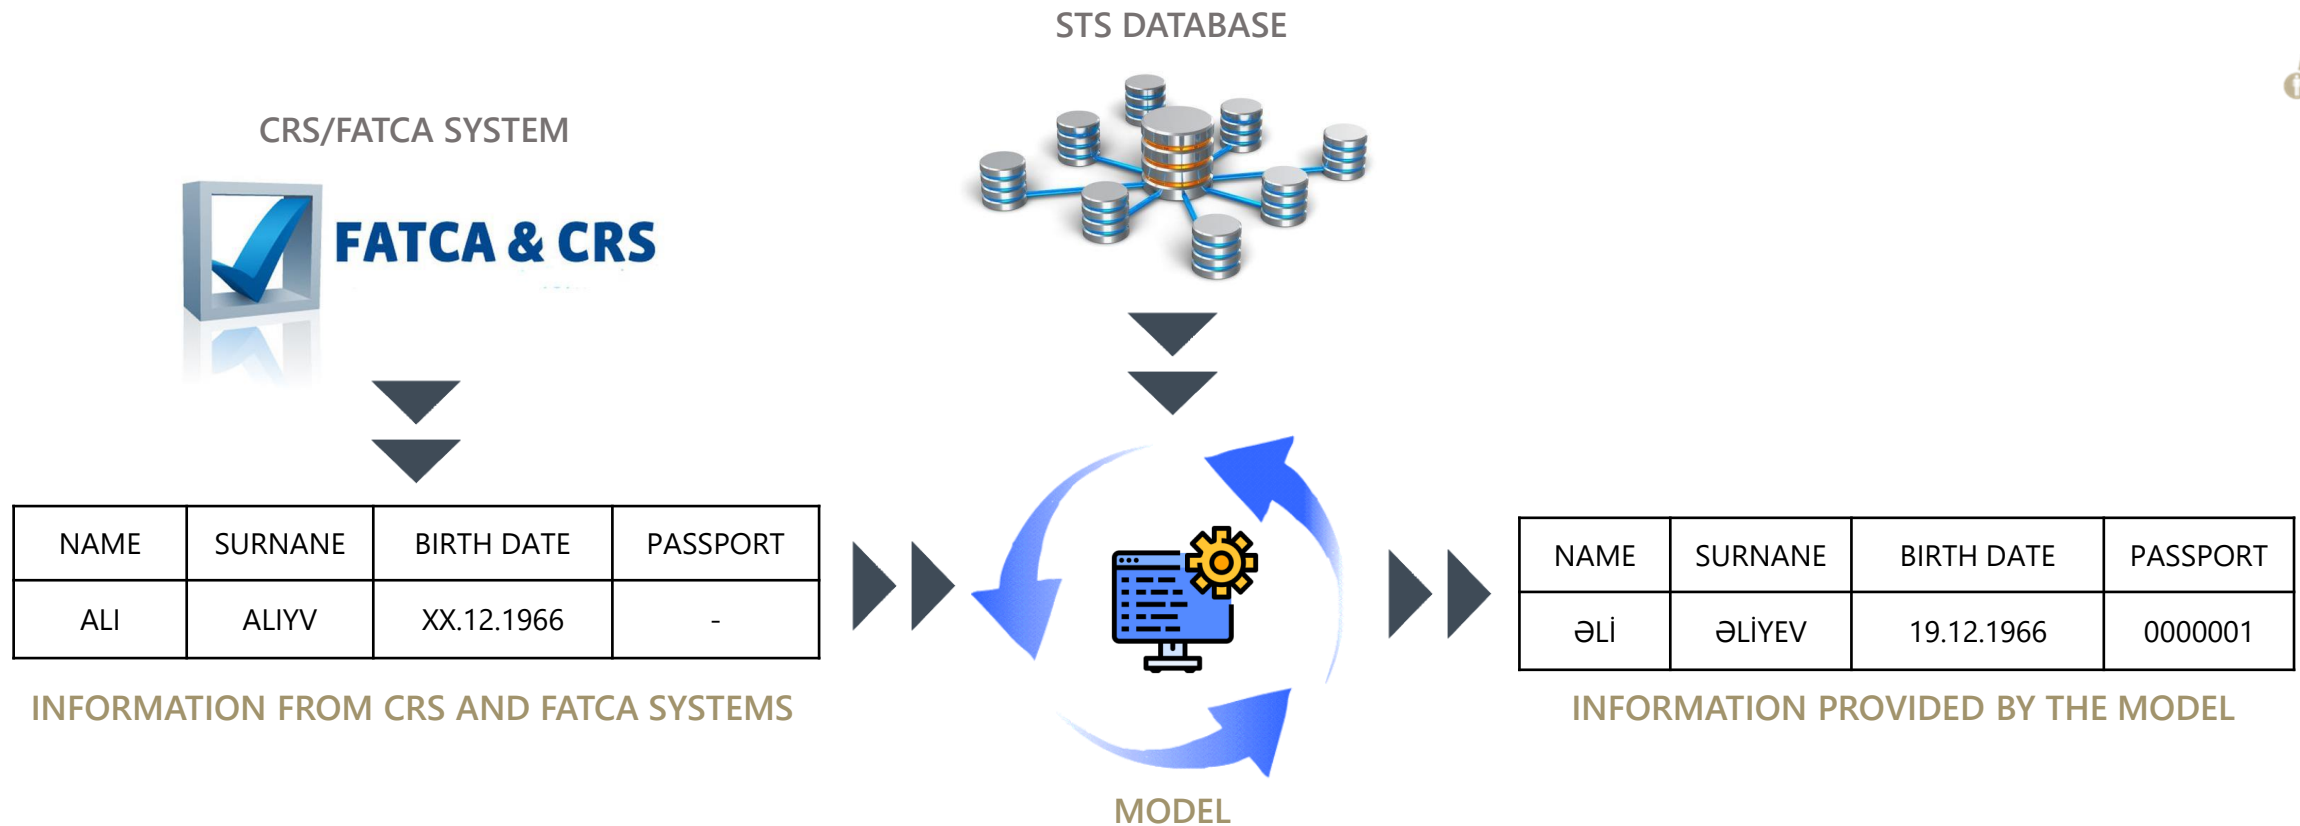 STS DATABASE
CRS/FATCA SYSTEM
FATCA & CRS
NAME SURNANE BIRTH DATE PASSPORT
ALI ALIYV XX.12.1966 -
INFORMATION FROM CRS AND FATCA SYSTEMS
MODEL
NAME SURNANE BIRTH DATE PASSPORT
ƏLİ ƏLİYEV 19.12.1966 0000001
INFORMATION PROVIDED BY THE MODEL